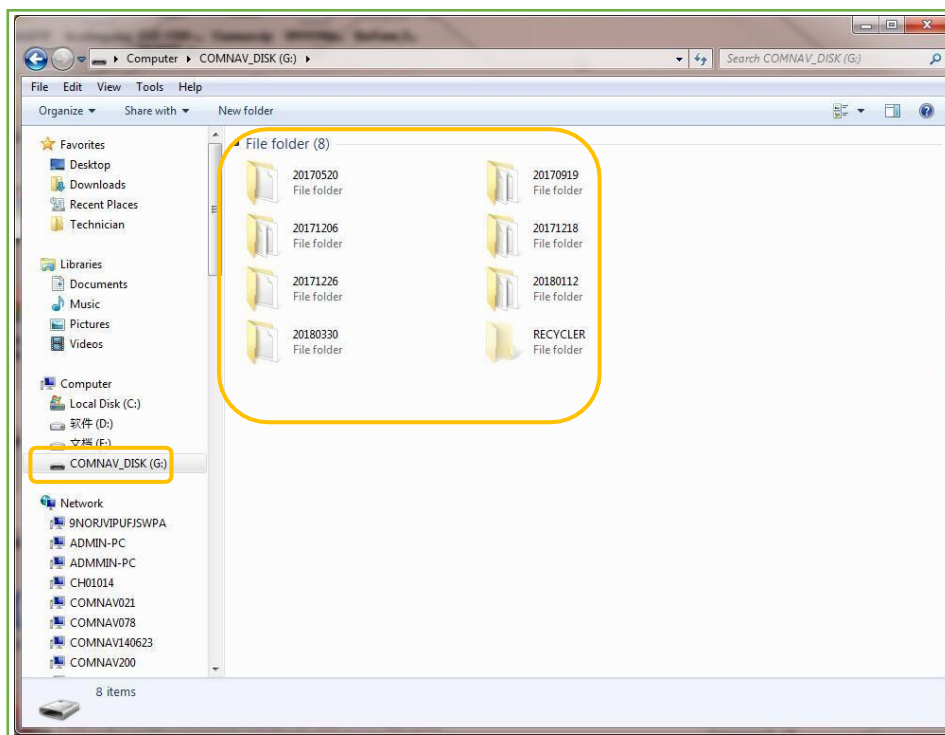 Computer COMNAV_DISK (G:)
Search COMNAV_DISK (G:)
File Edit View Tools Help
Organize Share with New folder
Favorites
Desktop
Downloads
Recent Places
Technician
Libraries
Documents
Music
Pictures
Videos
Computer
Local Disk (C:)
软件 (D:)
文档 (F:)
COMNAV_DISK (G:)
Network
9NORJVIPUFJSWPA
ADMIN-PC
ADMMIN-PC
CH01014
COMNAV021
COMNAV078
COMNAV140623
COMNAV200
File folder (8)
20170520
File folder
20170919
File folder
20171206
File folder
20171218
File folder
20171226
File folder
20180112
File folder
20180330
File folder
RECYCLER
File folder
8 items